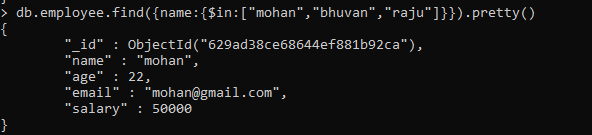 > db.employee.find({name:{$in:["mohan","bhuvan","raju"]}}).pretty()
{
        "_id" : ObjectId("629ad38ce68644ef881b92ca"),
        "name" : "mohan",
        "age" : 22,
        "email" : "mohan@gmail.com",
        "salary" : 50000
}